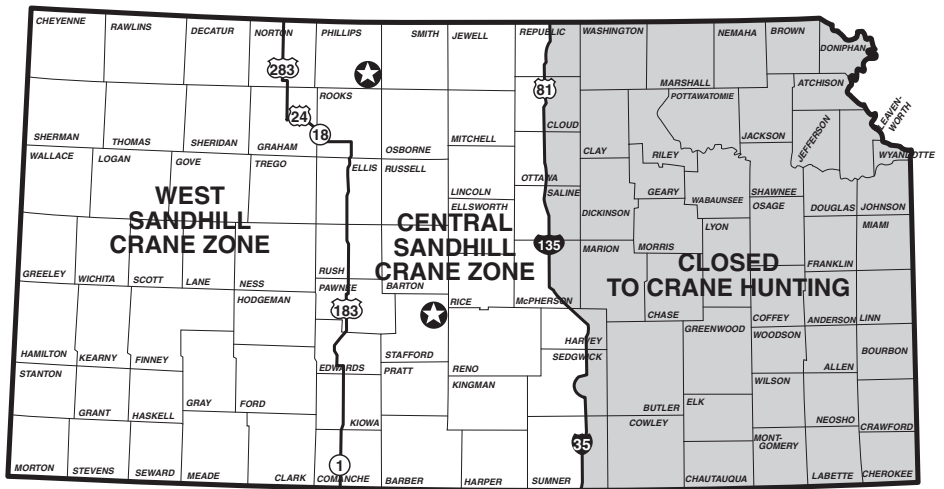 CHEYENNE
RAWLINS
DECATUR
NORTON
PHILLIPS
SMITH
JEWELL
REPUBLIC
WASHINGTON
MARSHALL
NEMAHA
BROWN
DONIPHAN
283
81
ATCHISON
POTTAWATOMIE
LEAVEN-
WORTH
SHERMAN
THOMAS
SHERIDAN
GRAHAM
24
18
ROOKS
OSBORNE
MITCHELL
CLOUD
CLAY
RILEY
JACKSON
JEFFERSON
WYANDOTTE
WALLACE
LOGAN
GOVE
TREGO
ELLIS
RUSSELL
LINCOLN
ELLSWORTH
OTTAWA
SALINE
DICKINSON
GEARY
WABAUNSEE
SHAWNEE
OSAGE
DOUGLAS
JOHNSON
MIAMI
WEST
SANDHILL
CRANE ZONE
CENTRAL
SANDHILL
CRANE ZONE
135
CLOSED
TO CRANE HUNTING
GREELEY
WICHITA
SCOTT
LANE
NESS
RUSH
PAWNEE
BARTON
RICE
McPHERSON
MARION
MORRIS
LYON
CHASE
FRANKLIN
COFFEY
ANDERSON
LINN
HODGEMAN
183
HAMILTON
KEARNY
FINNEY
EDWARDS
STAFFORD
PRATT
RENO
KINGMAN
HARVEY
SEDGWICK
GREENWOOD
WOODSON
ALLEN
BOURBON
STANTON
GRANT
HASKELL
GRAY
FORD
KIOWA
BUTLER
COWLEY
ELK
WILSON
NEOSHO
CRAWFORD
MORTON
STEVENS
SEWARD
MEADE
CLARK
1
COMANCHE
BARBER
HARPER
SUMNER
35
CHAUTAUQUA
MONT-
GOMERY
LABETTE
CHEROKEE